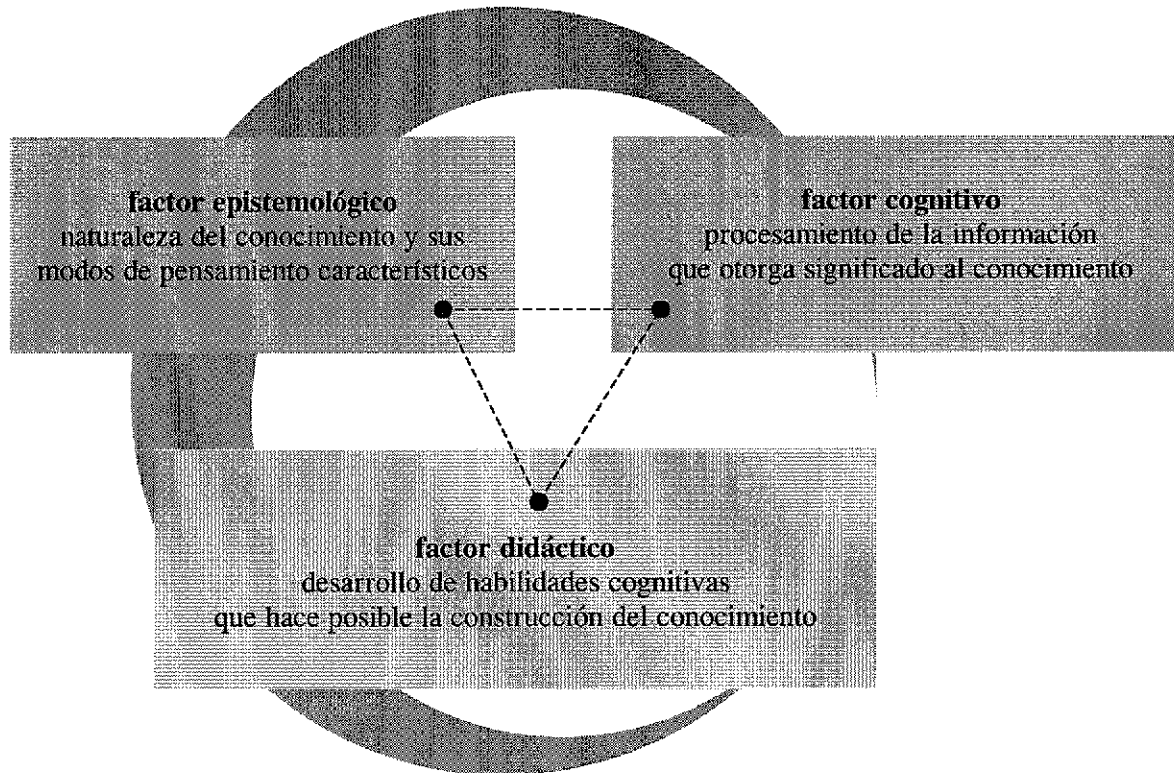 factor epistemológico
naturaleza del conocimiento y sus
modos de pensamiento característicos
factor cognitivo
procesamiento de la información
que otorga significado al conocimiento
factor didáctico
desarrollo de habilidades cognitivas
que hace posible la construcción del conocimiento